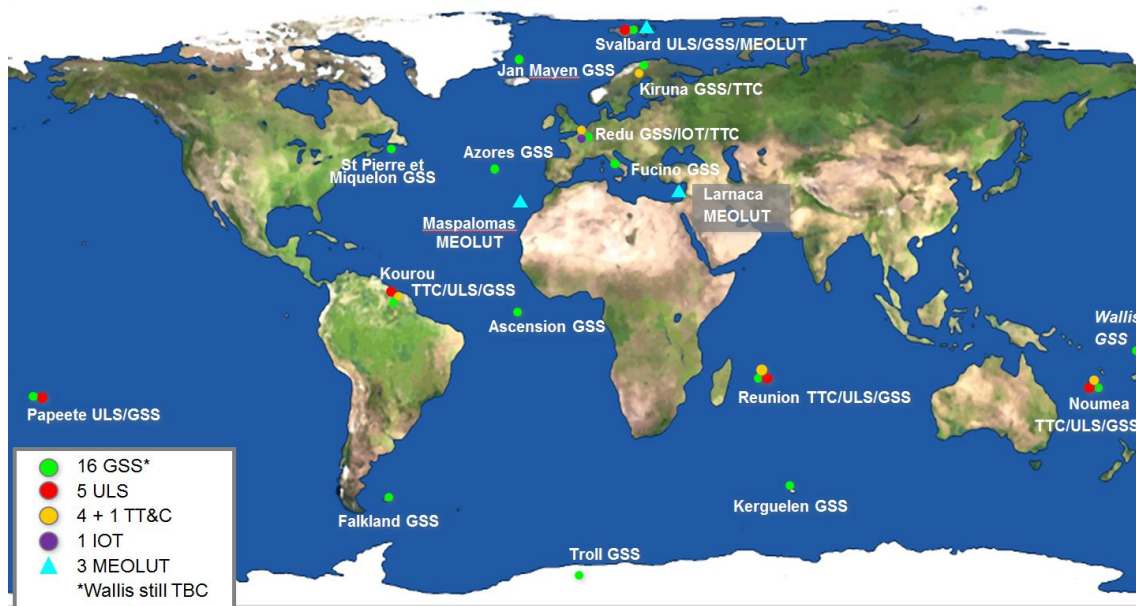 Svalbard ULS/GSS/MEOLUT
Jan Mayen GSS
Kiruna GSS/TTC
Redu GSS/IOT/TTC
Azores GSS
Fucino GSS
St Pierre et
Miquelon GSS
Larnaca
MEOLUT
Maspalomas
MEOLUT
Kourou
TTC/ULS/GSS
Ascension GSS
Wallis
GSS
Reunion TTC/ULS/GSS
Noumea
TTC/ULS/GSS
Papeete ULS/GSS
Kerguelen GSS
Falkland GSS
Troll GSS
16 GSS*
5 ULS
4 + 1 TT&C
1 IOT
3 MEOLUT
*Wallis still TBC